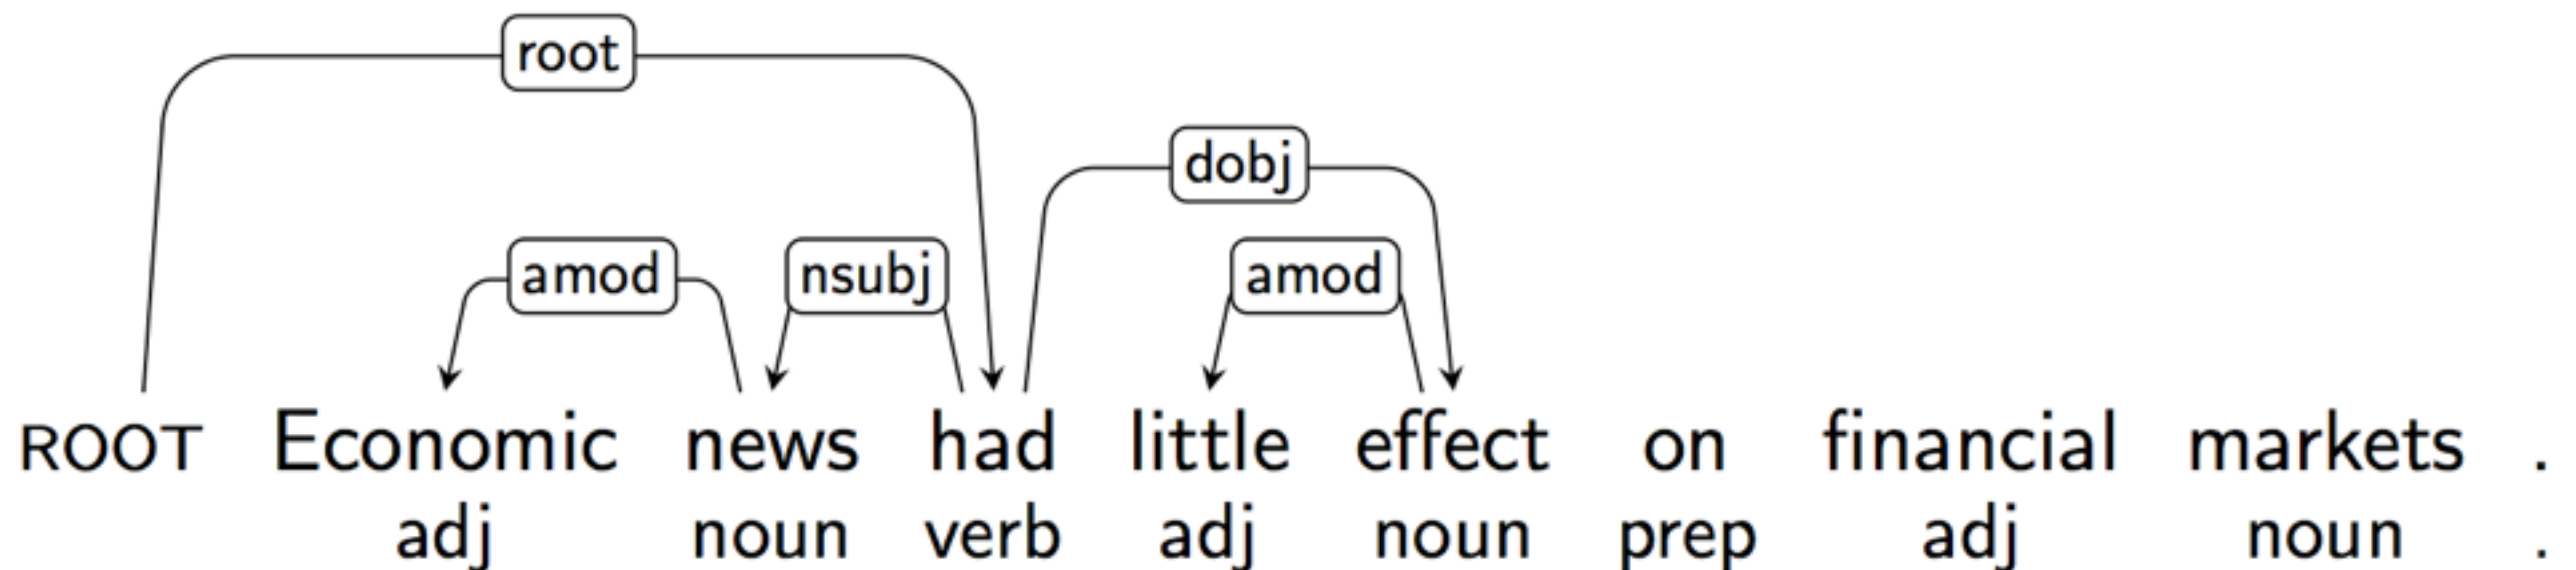 root
dobj
amod nsubj amod
ROOT Economic news had little effect on financial markets .
adj noun verb adj noun prep adj noun .